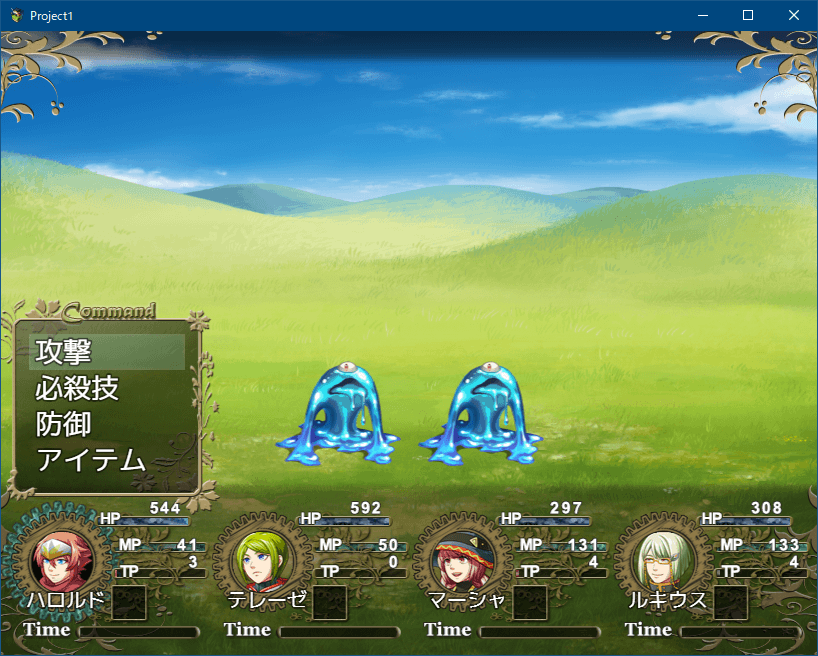 Project1
Command
攻撃
必殺技
防御
アイテム
HP 544
MP 41
TP 3
ハロルド
Time
HP 592
MP 50
TP 0
テレーゼ
Time
HP 297
MP 131
TP 4
マーシャ
Time
HP 308
MP 133
TP 4
ルキウス
Time